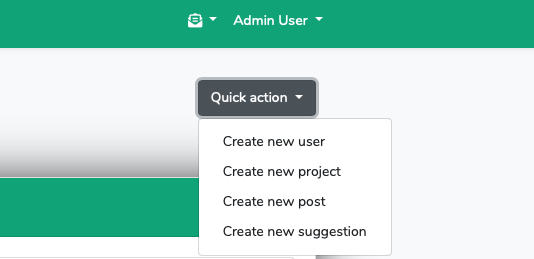 Admin User
Quick action
Create new user
Create new project
Create new post
Create new suggestion